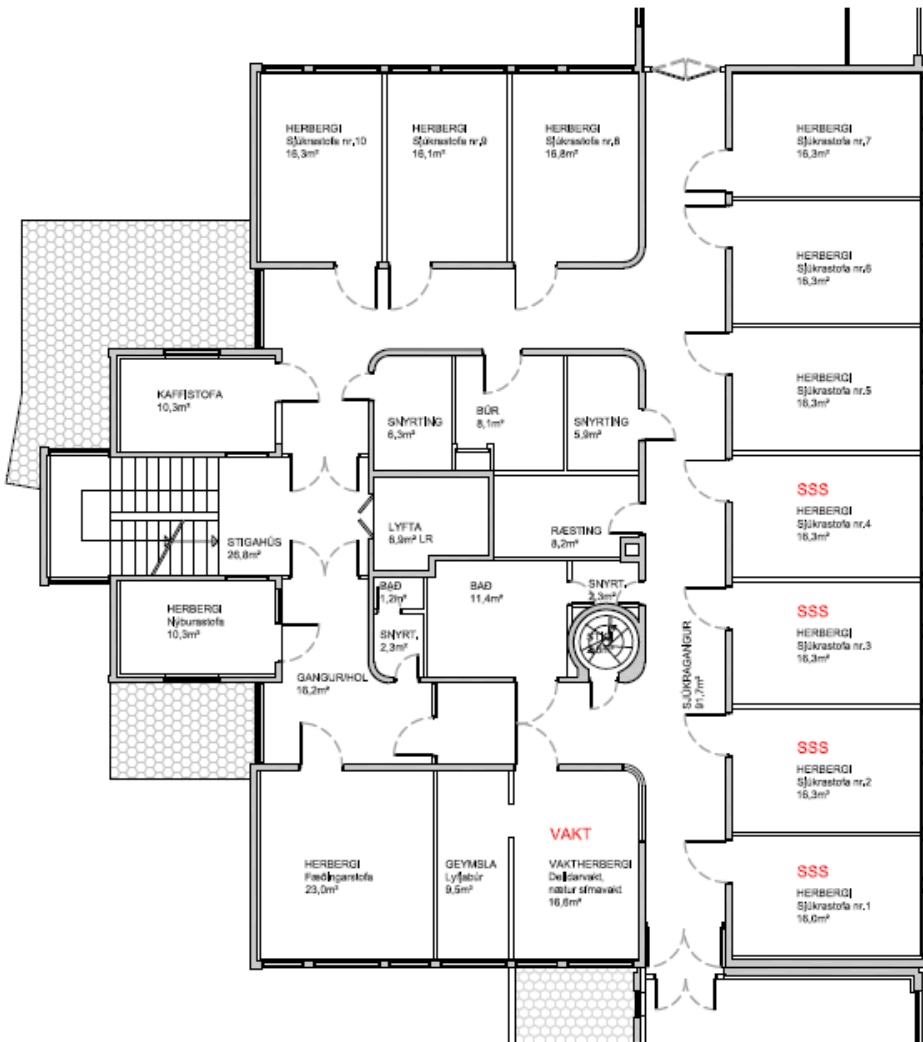 HERBERGI
Sjúkrastofa nr.10
16,3m²
HERBERGI
Sjúkrastofa nr.9
16,1m²
HERBERGI
Sjúkrastofa nr.8
16,8m²
HERBERGI
Sjúkrastofa nr.7
16,3m²
HERBERGI
Sjúkrastofa nr.6
16,3m²
HERBERGI
Sjúkrastofa nr.5
16,3m²
KAFFISTOFA
10,3m²
SNYRTING
6,3m²
BÚR
8,1m²
SNYRTING
5,9m²
SSS
HERBERGI
Sjúkrastofa nr.4
16,3m²
STIGAHÚS
26,8m²
LYFTA
6,9m² LR
RÆSTING
8,2m²
BAÐ
1,2m²
BAÐ
11,4m²
SNYRT.
2,3m²
HERBERGI
Nýburastofa
10,3m²
SNYRT.
2,3m²
SSS
HERBERGI
Sjúkrastofa nr.3
16,3m²
GANGUR/HOL
16,2m²
SJÚKRAGANGUR
91,7m²
SSS
HERBERGI
Sjúkrastofa nr.2
16,3m²
HERBERGI
Fæðingarstofa
23,0m²
GEYMSLA
Lyfjabúr
9,5m²
VAKT
VAKTHERBERGI
Deildarvakt,
nætur símavakt
16,6m²
SSS
HERBERGI
Sjúkrastofa nr.1
16,0m²